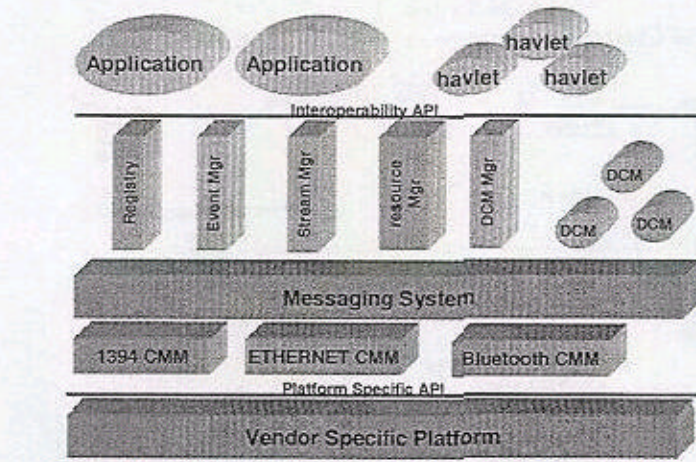 Application
Application
havlet
havlet
havlet
Interoperability API
Registry
Event Mgr
Stream Mgr
resource
Mgr
DCM Mgr
DCM
DCM
DCM
Messaging System
1394 CMM
ETHERNET CMM
Bluetooth CMM
Platform Specific API
Vendor Specific Platform